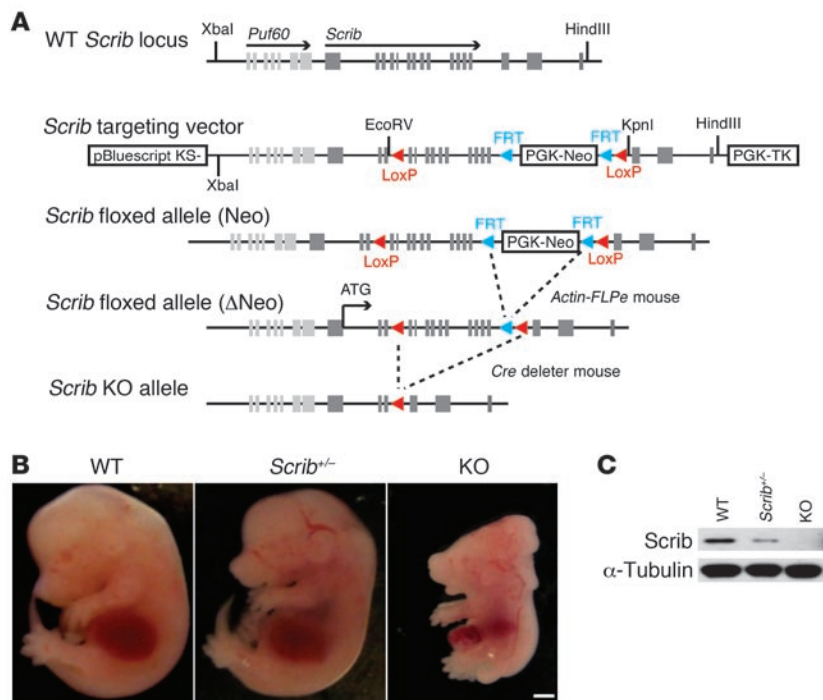 A
XbaI Puf60 Scrib HindIII
WT Scrib locus
Scrib targeting vector
EcoRV FRT FRT KpnI HindIII
pBluescript KS- PGK-Neo PGK-TK
XbaI LoxP LoxP
Scrib floxed allele (Neo)
FRT FRT
PGK-Neo
LoxP LoxP
Scrib floxed allele (ΔNeo)
ATG
Actin-FLPe mouse
Cre deleter mouse
Scrib KO allele
B
WT Scrib+/– KO
C
WT Scrib+/– KO
Scrib
α-Tubulin